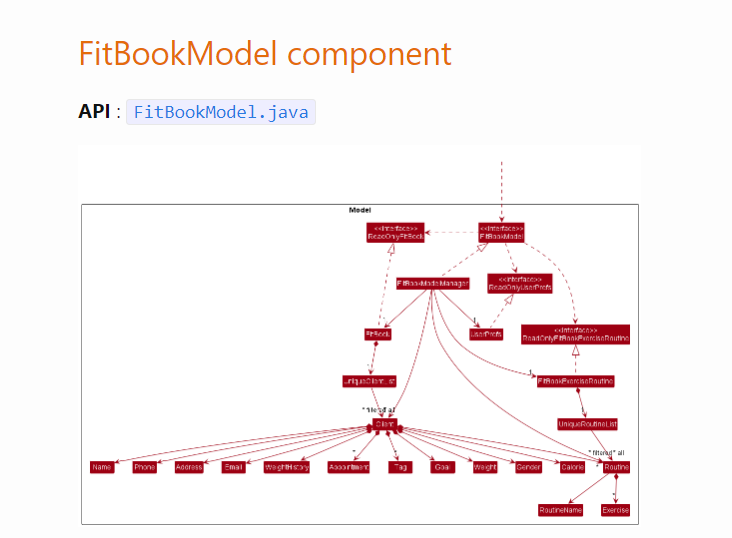 FitBookModel component
API : FitBookModel.java
Model
<<Interface>>
ReadOnlyFitBook
<<Interface>>
FitBookModel
<<Interface>>
ReadOnlyUserPrefs
FitBookModelManager
FitBook
1
UserPrefs
<<Interface>>
ReadOnlyFitBookExerciseRoutine
UniqueClientList
1
FitBookExerciseRoutine
* filtered * all
Client
UniqueRoutineList
* filtered * all
Name
Phone
Address
Email
WeightHistory
*
Appointment
*
Tag
Goal
Weight
Gender
Calorie
*
Routine
RoutineName
*
Exercise